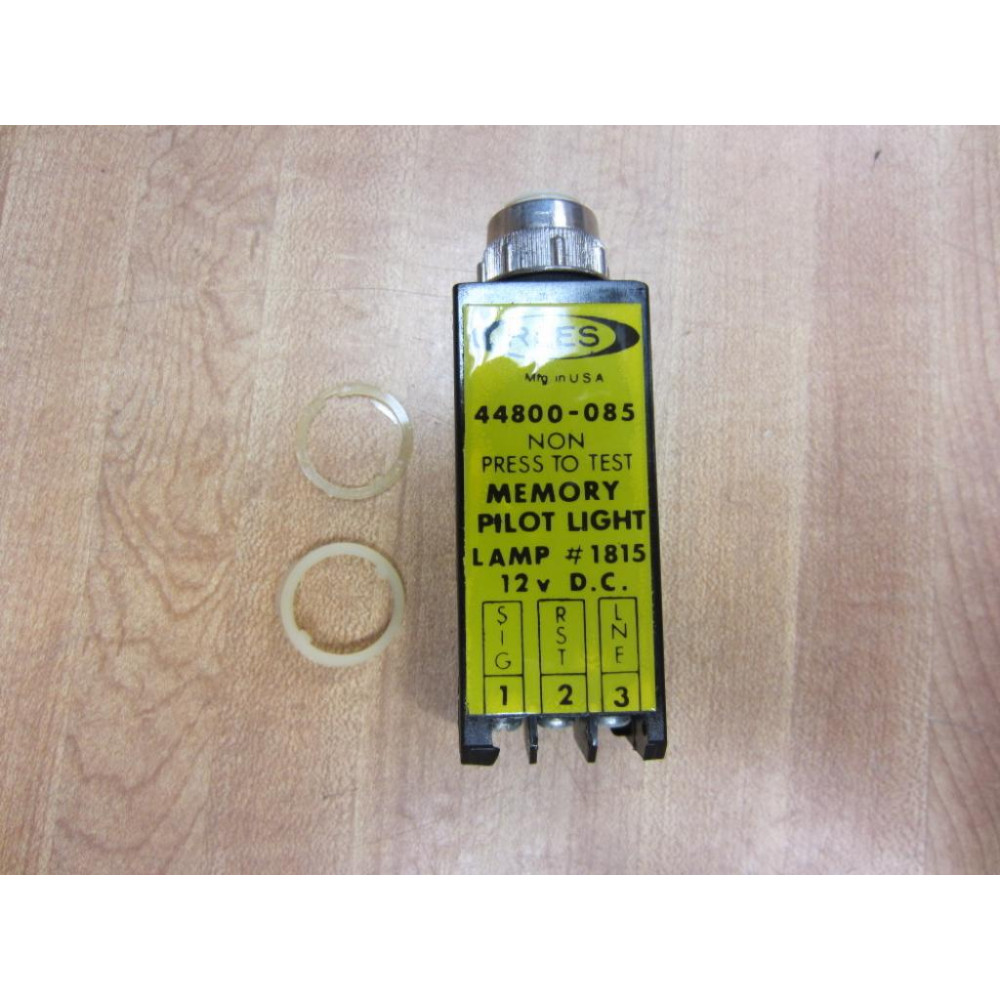 REES
Mfg in USA
44800-085
NON
PRESS TO TEST
MEMORY
PILOT LIGHT
LAMP # 1815
12v D.C.
SIG RST LNE
1 2 3